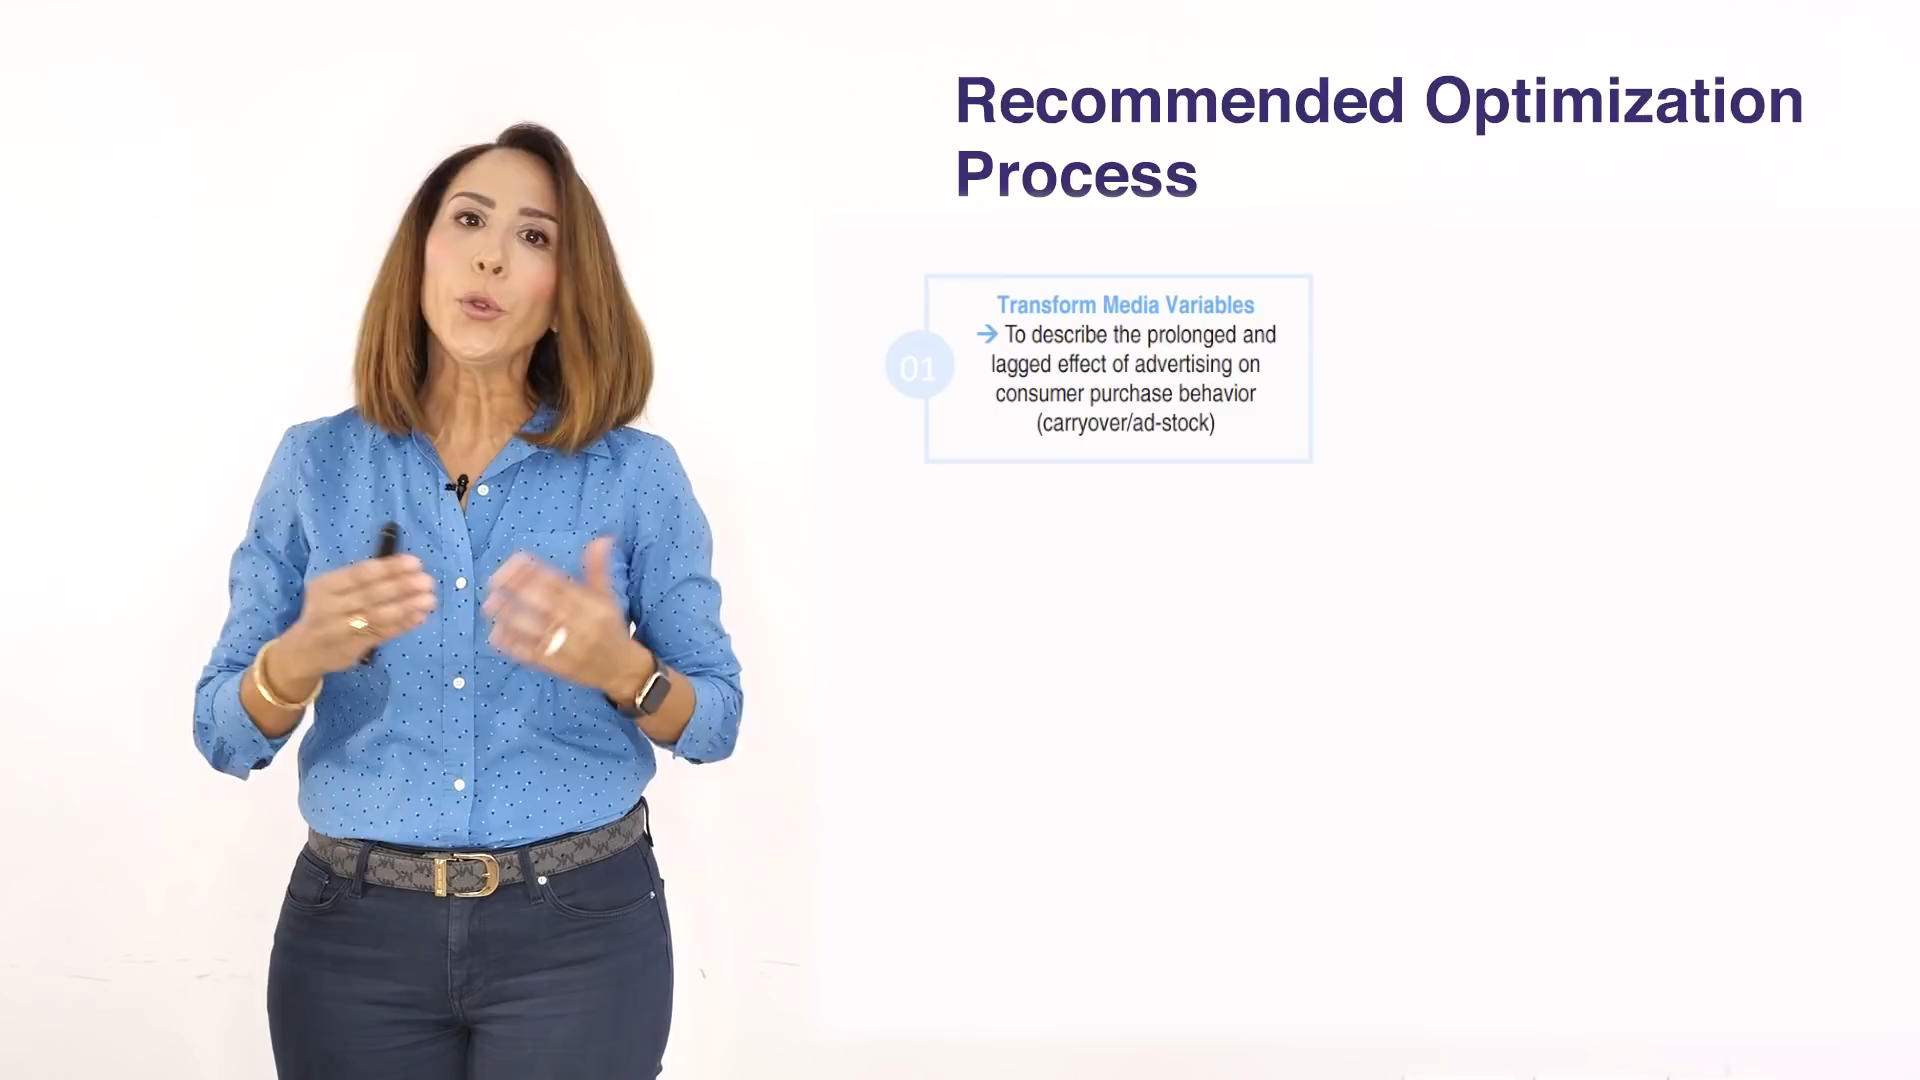 Recommended Optimization
Process
Transform Media Variables
→ To describe the prolonged and
01
lagged effect of advertising on
consumer purchase behavior
(carryover/ad-stock)